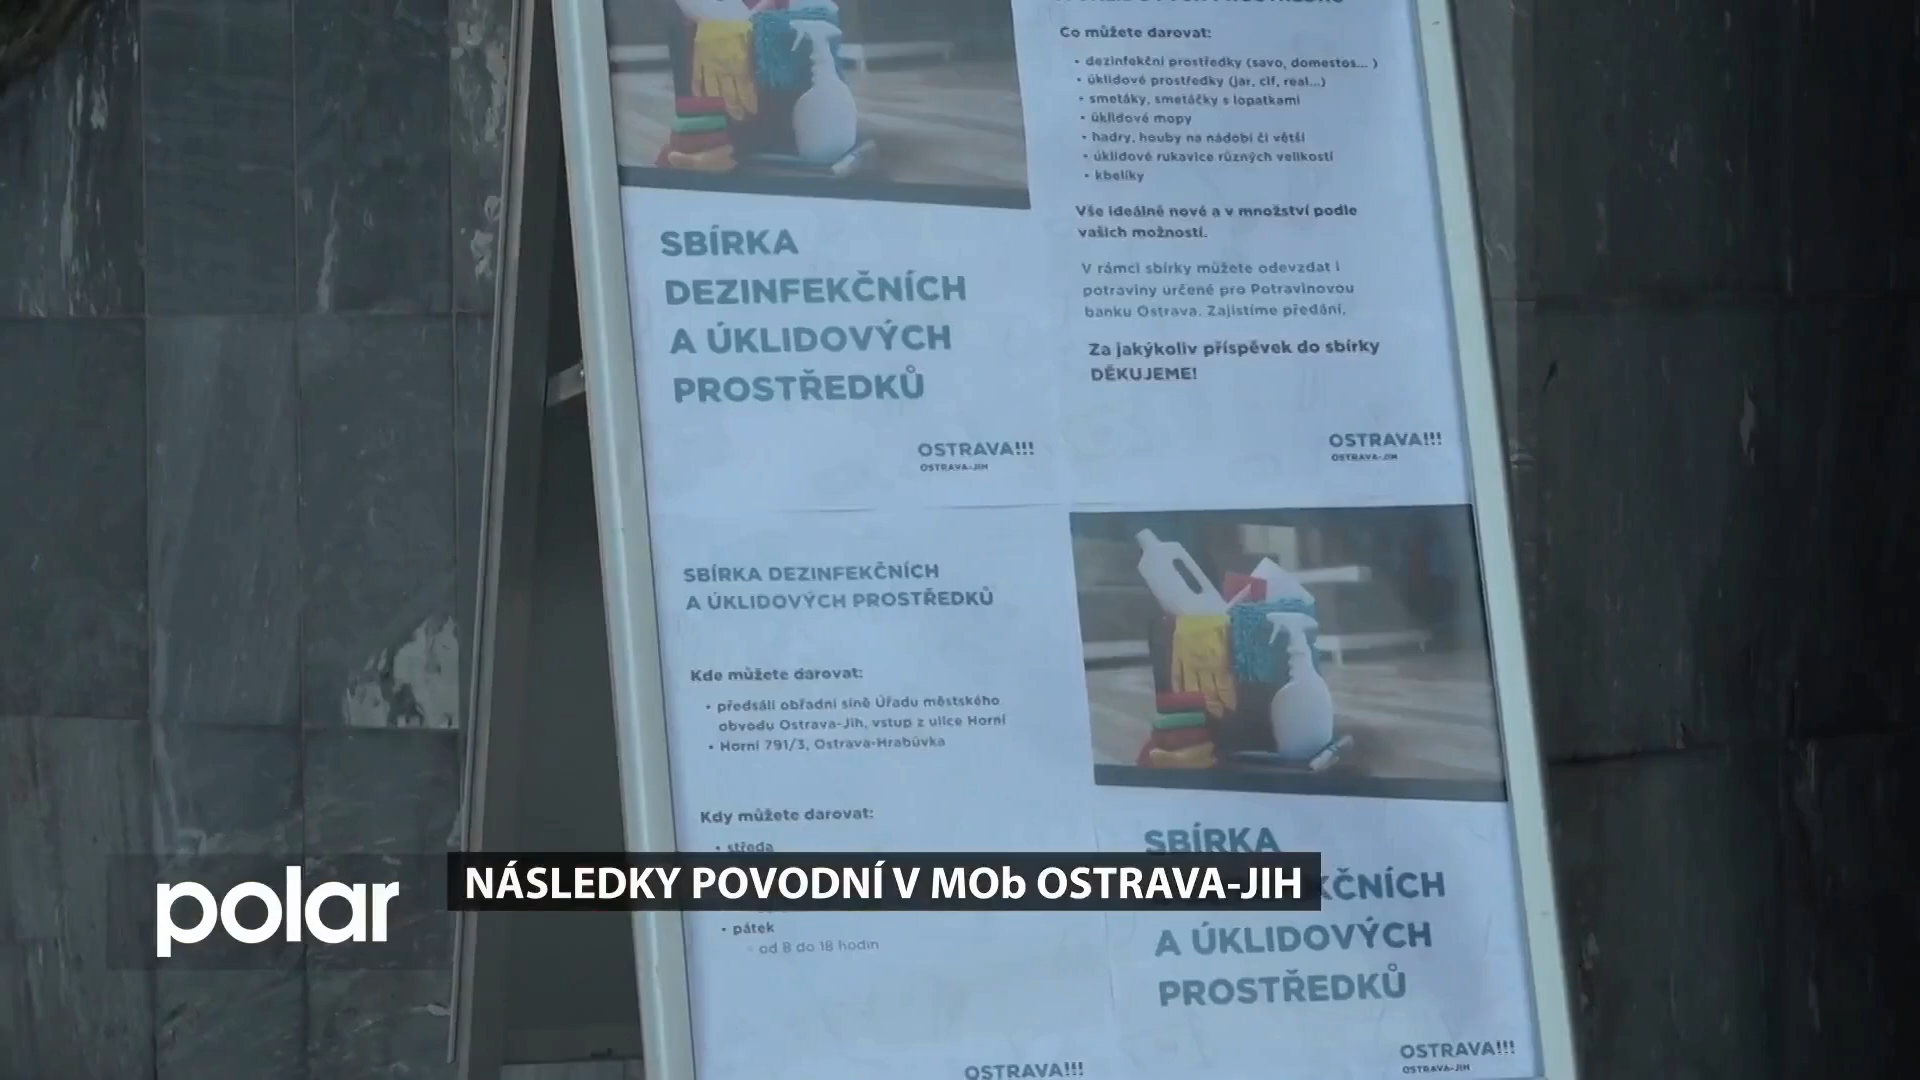 Co můžete darovat:
• dezinfekční prostředky (savo, domestos... )
• úklidové prostředky (jar, cif, real...)
• smetáky, smetáčky s lopatkami
• úklidové mopy
• hadry, houby na nádobí či větší
• úklidové rukavice různých velikostí
• kbelíky
Vše ideálně nové a v množství podle
vašich možností.
V rámci sbírky můžete odevzdat i
potraviny určené pro Potravinovou
banku Ostrava. Zajistíme předání.
Za jakýkoliv příspěvek do sbírky
DĚKUJEME!
OSTRAVA!!!
OSTRAVA-JIH
SBÍRKA
DEZINFEKČNÍCH
A ÚKLIDOVÝCH
PROSTŘEDKŮ
OSTRAVA!!!
OSTRAVA-JIH
SBÍRKA DEZINFEKČNÍCH
A ÚKLIDOVÝCH PROSTŘEDKŮ
Kde můžete darovat:
• předsálí obřadní síně Úřadu městského
obvodu Ostrava-Jih, vstup z ulice Horní
• Horní 791/3, Ostrava-Hrabůvka
Kdy můžete darovat:
• středa
• pátek
od 8 do 18 hodin
OSTRAVA!!!
SBÍRKA
KČNÍCH
A ÚKLIDOVÝCH
PROSTŘEDKŮ
OSTRAVA!!!
OSTRAVA-JIH
polar
NÁSLEDKY POVODNÍ V MOb OSTRAVA-JIH